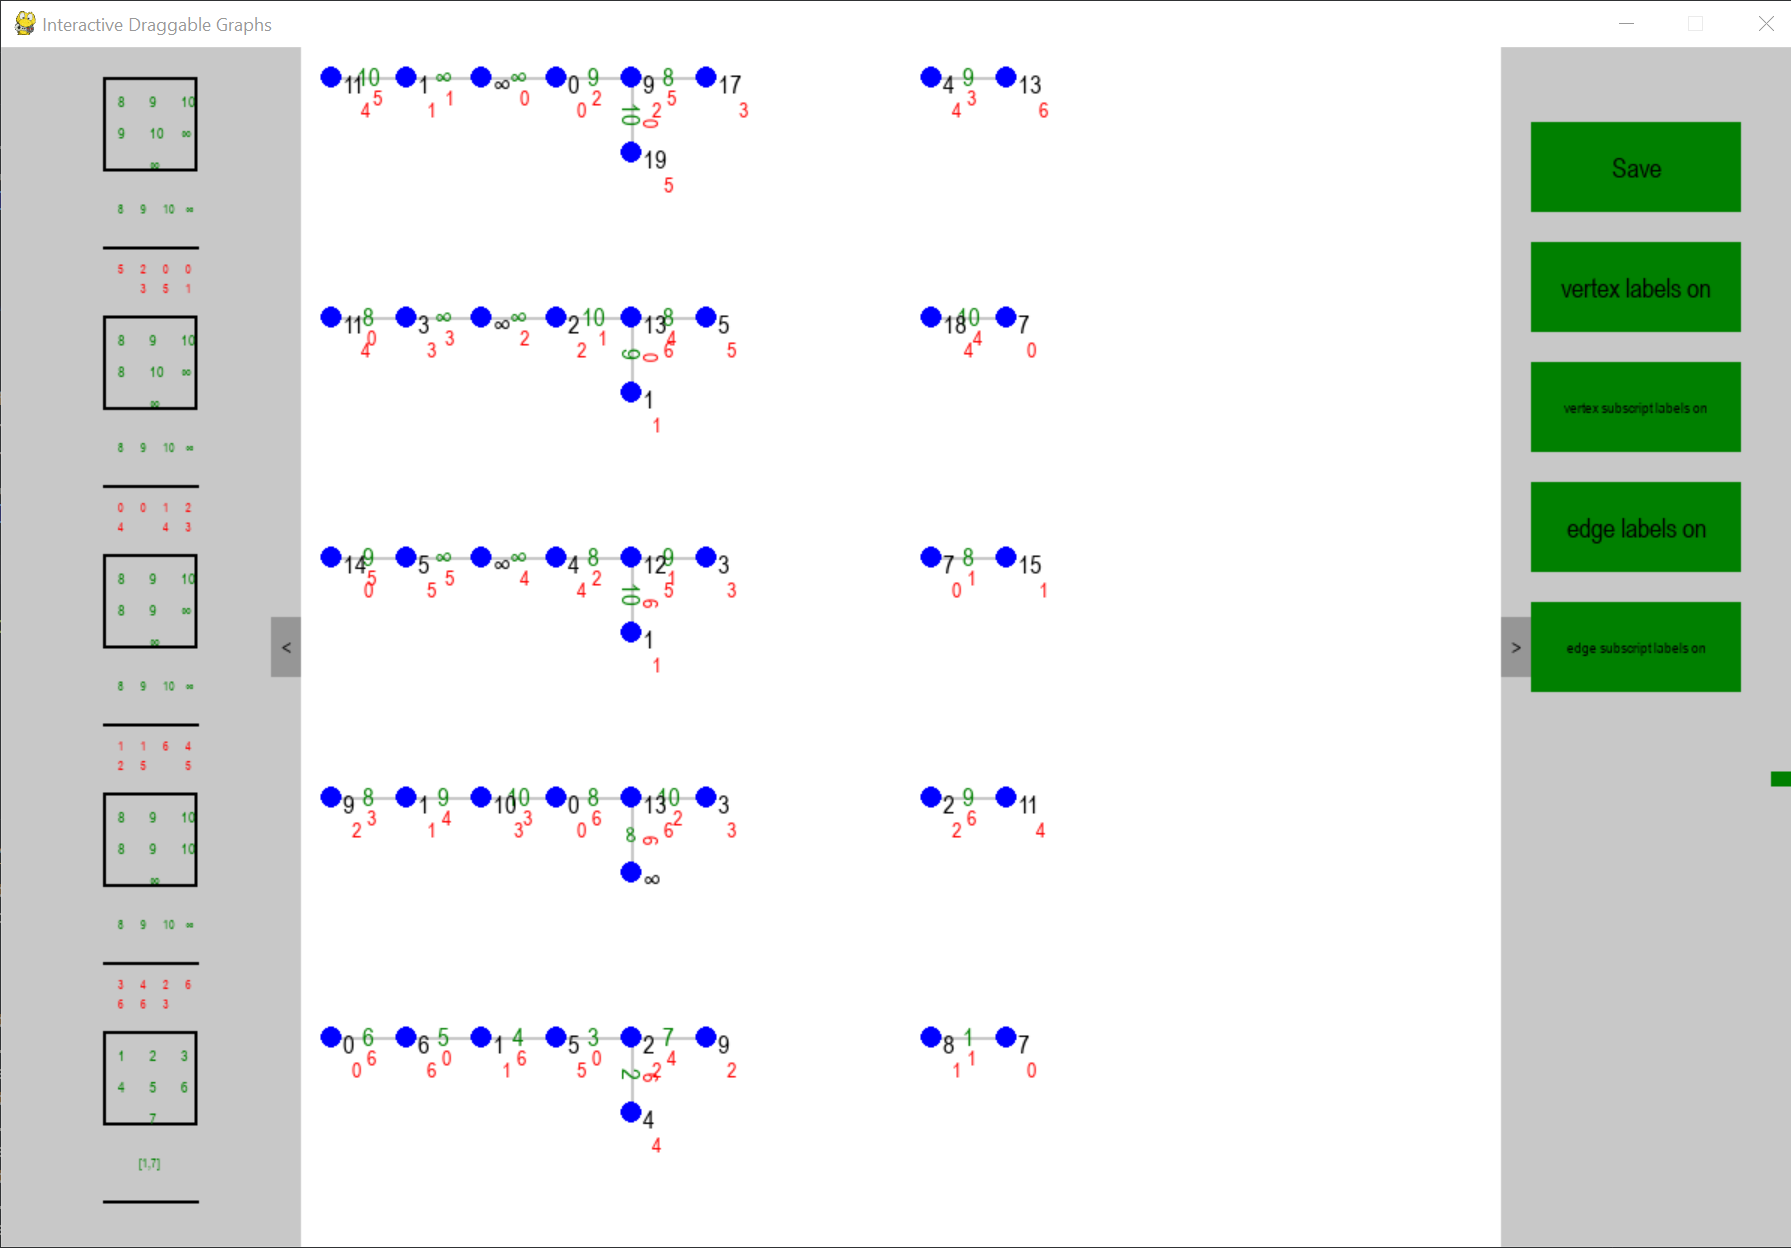 Interactive Draggable Graphs
8 9 10
9 10 ∞
∞
8 9 10 ∞
5 2 0 0
3 5 1
8 9 10
8 10 ∞
∞
8 9 10 ∞
0 0 1 2
4 4 3
8 9 10
8 9 ∞
∞
8 9 10 ∞
1 1 6 4
2 5 5
8 9 10
8 9 10
∞
8 9 10 ∞
3 4 2 6
6 6 3
1 2 3
4 5 6
7
[1,7]
<
11 10 1 ∞ ∞ ∞ 0 9 9 8 17
5 1 0 2 5
4 1 0 2 3
10 0
19
5
4 9 13
3
4 6
11 8 3 ∞ ∞ ∞ 2 10 13 8 5
0 3 2 1 4
4 3 2 6 5
9 0
1
1
18 10 7
4
4 0
14 9 5 ∞ ∞ ∞ 4 8 12 9 3
5 5 4 2 1
0 5 4 5 3
10 6
1
1
7 8 15
1
0 1
9 8 1 9 10 10 0 8 13 10 3
3 4 3 6 2
2 1 3 0 6 3
8 6
∞
2 9 11
6
2 4
0 6 6 5 1 4 5 3 2 7 9
6 0 6 0 4
0 6 1 5 2 2
2 6
4
4
8 1 7
1
1 0
>
Save
vertex labels on
vertex subscript labels on
edge labels on
edge subscript labels on